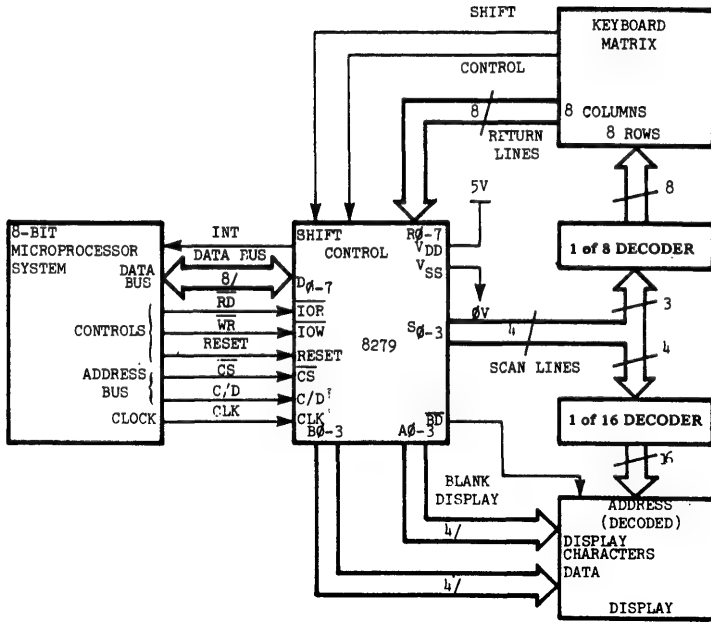 SHIFT
KEYBOARD
MATRIX
CONTROL
8
8 COLUMNS
RETURN
LINES
8 ROWS
5V
8
8-BIT
MICROPROCESSOR
SYSTEM
INT
SHIFT
RØ-7
VDD
1 of 8 DECODER
DATA BUS
CONTROL
DATA
BUS
8/
DØ-7
VSS
RD
IOR
ØV
3
CONTROLS
WR
IOW
8279
SØ-3
4
4
RESET
RESET
SCAN LINES
ADDRESS
BUS
CS
CS
C/D
C/D
1 of 16 DECODER
CLOCK
CLK
CLK
BØ-3
AØ-3
BD
16
BLANK
DISPLAY
ADDRESS
(DECODED)
4/
DISPLAY
CHARACTERS
DATA
4/
DISPLAY